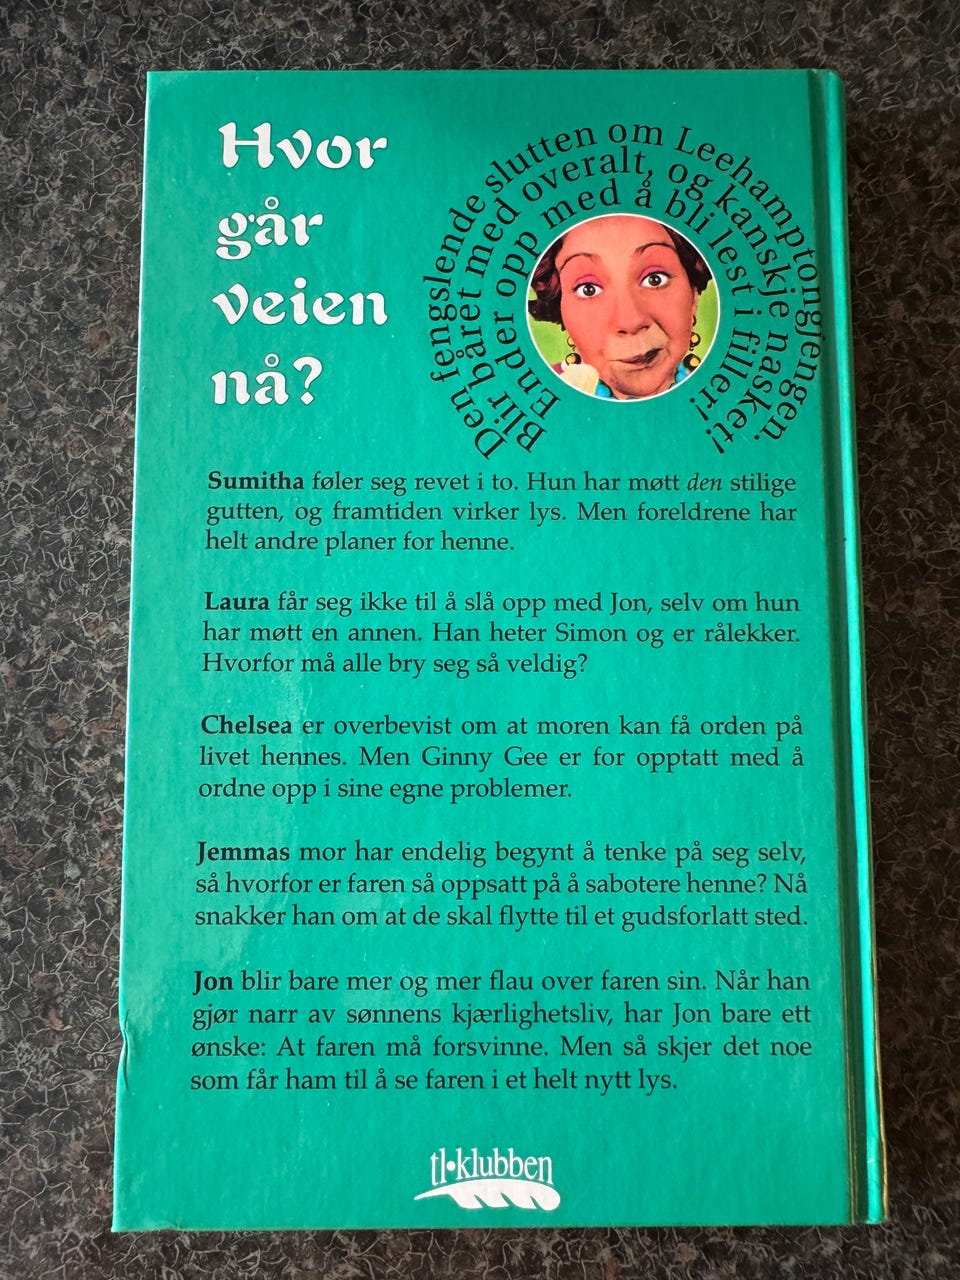 Hvor
går
veien
nå?
Den fengslende slutten om Leehamptongjengen.
Blir båret med overalt, og kanskje nasket!
Ender opp med å bli lest i filler!
Sumitha føler seg revet i to. Hun har møtt den stilige
gutten, og framtiden virker lys. Men foreldrene har
helt andre planer for henne.
Laura får seg ikke til å slå opp med Jon, selv om hun
har møtt en annen. Han heter Simon og er rålekker.
Hvorfor må alle bry seg så veldig?
Chelsea er overbevist om at moren kan få orden på
livet hennes. Men Ginny Gee er for opptatt med å
ordne opp i sine egne problemer.
Jemmas mor har endelig begynt å tenke på seg selv,
så hvorfor er faren så oppsatt på å sabotere henne? Nå
snakker han om at de skal flytte til et gudsforlatt sted.
Jon blir bare mer og mer flau over faren sin. Når han
gjør narr av sønnens kjærlighetsliv, har Jon bare ett
ønske: At faren må forsvinne. Men så skjer det noe
som får ham til å se faren i et helt nytt lys.
tl•klubben